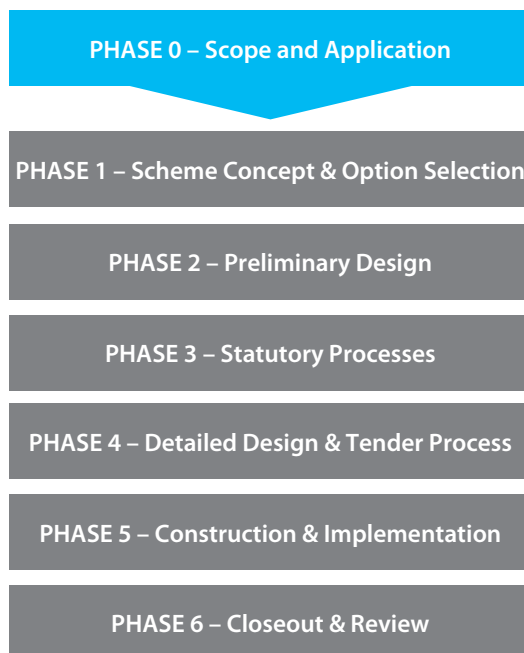 PHASE 0 – Scope and Application
PHASE 1 – Scheme Concept & Option Selection
PHASE 2 – Preliminary Design
PHASE 3 – Statutory Processes
PHASE 4 – Detailed Design & Tender Process
PHASE 5 – Construction & Implementation
PHASE 6 – Closeout & Review